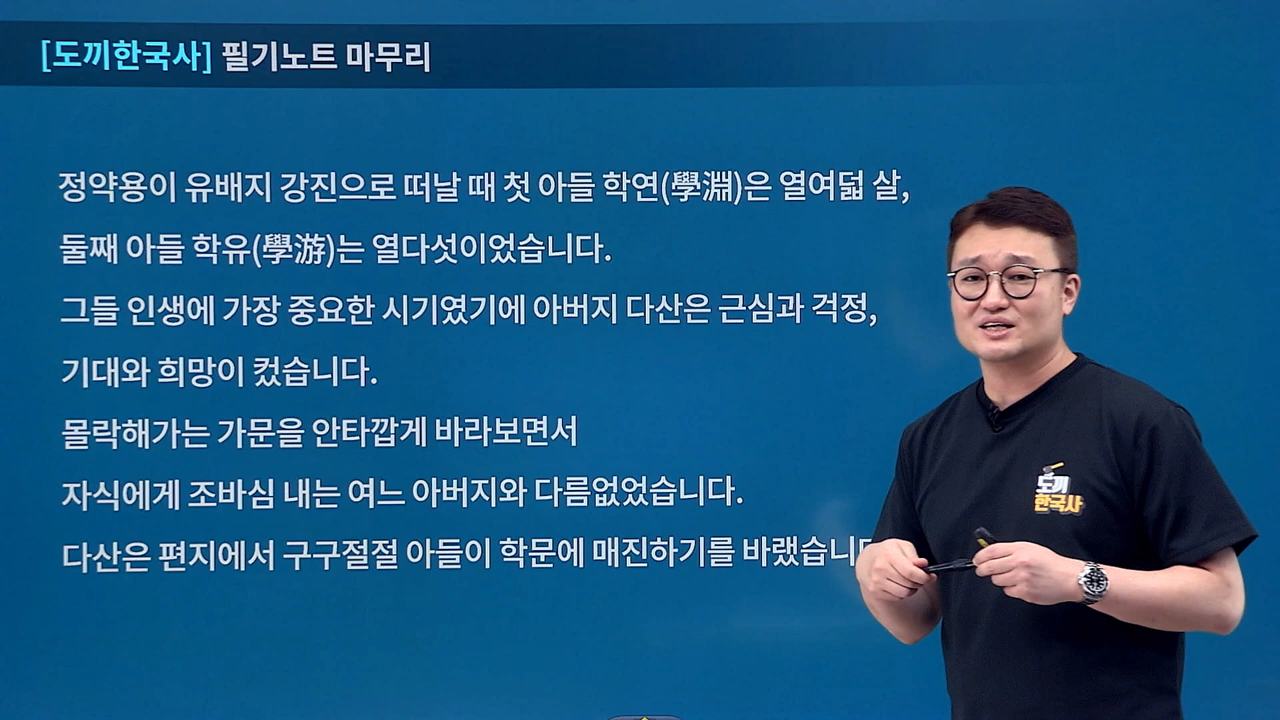 [도끼한국사] 필기노트 마무리
정약용이 유배지 강진으로 떠날 때 첫 아들 학연(學淵)은 열여덟 살,
둘째 아들 학유(學游)는 열다섯이었습니다.
그들 인생에 가장 중요한 시기였기에 아버지 다산은 근심과 걱정,
기대와 희망이 컸습니다.
몰락해가는 가문을 안타깝게 바라보면서
자식에게 조바심 내는 여느 아버지와 다름없었습니다.
다산은 편지에서 구구절절 아들이 학문에 매진하기를 바랬습니다
도끼
한국사